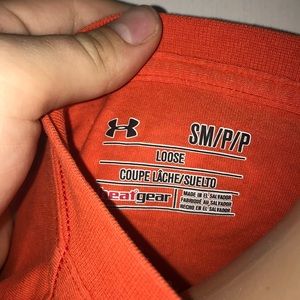 SM/P/P
LOOSE
COUPE LÂCHE/SUELTO
heatgear
MADE IN EL SALVADOR
FABRIQUÉ AU SALVADOR
HECHO EN EL SALVADOR